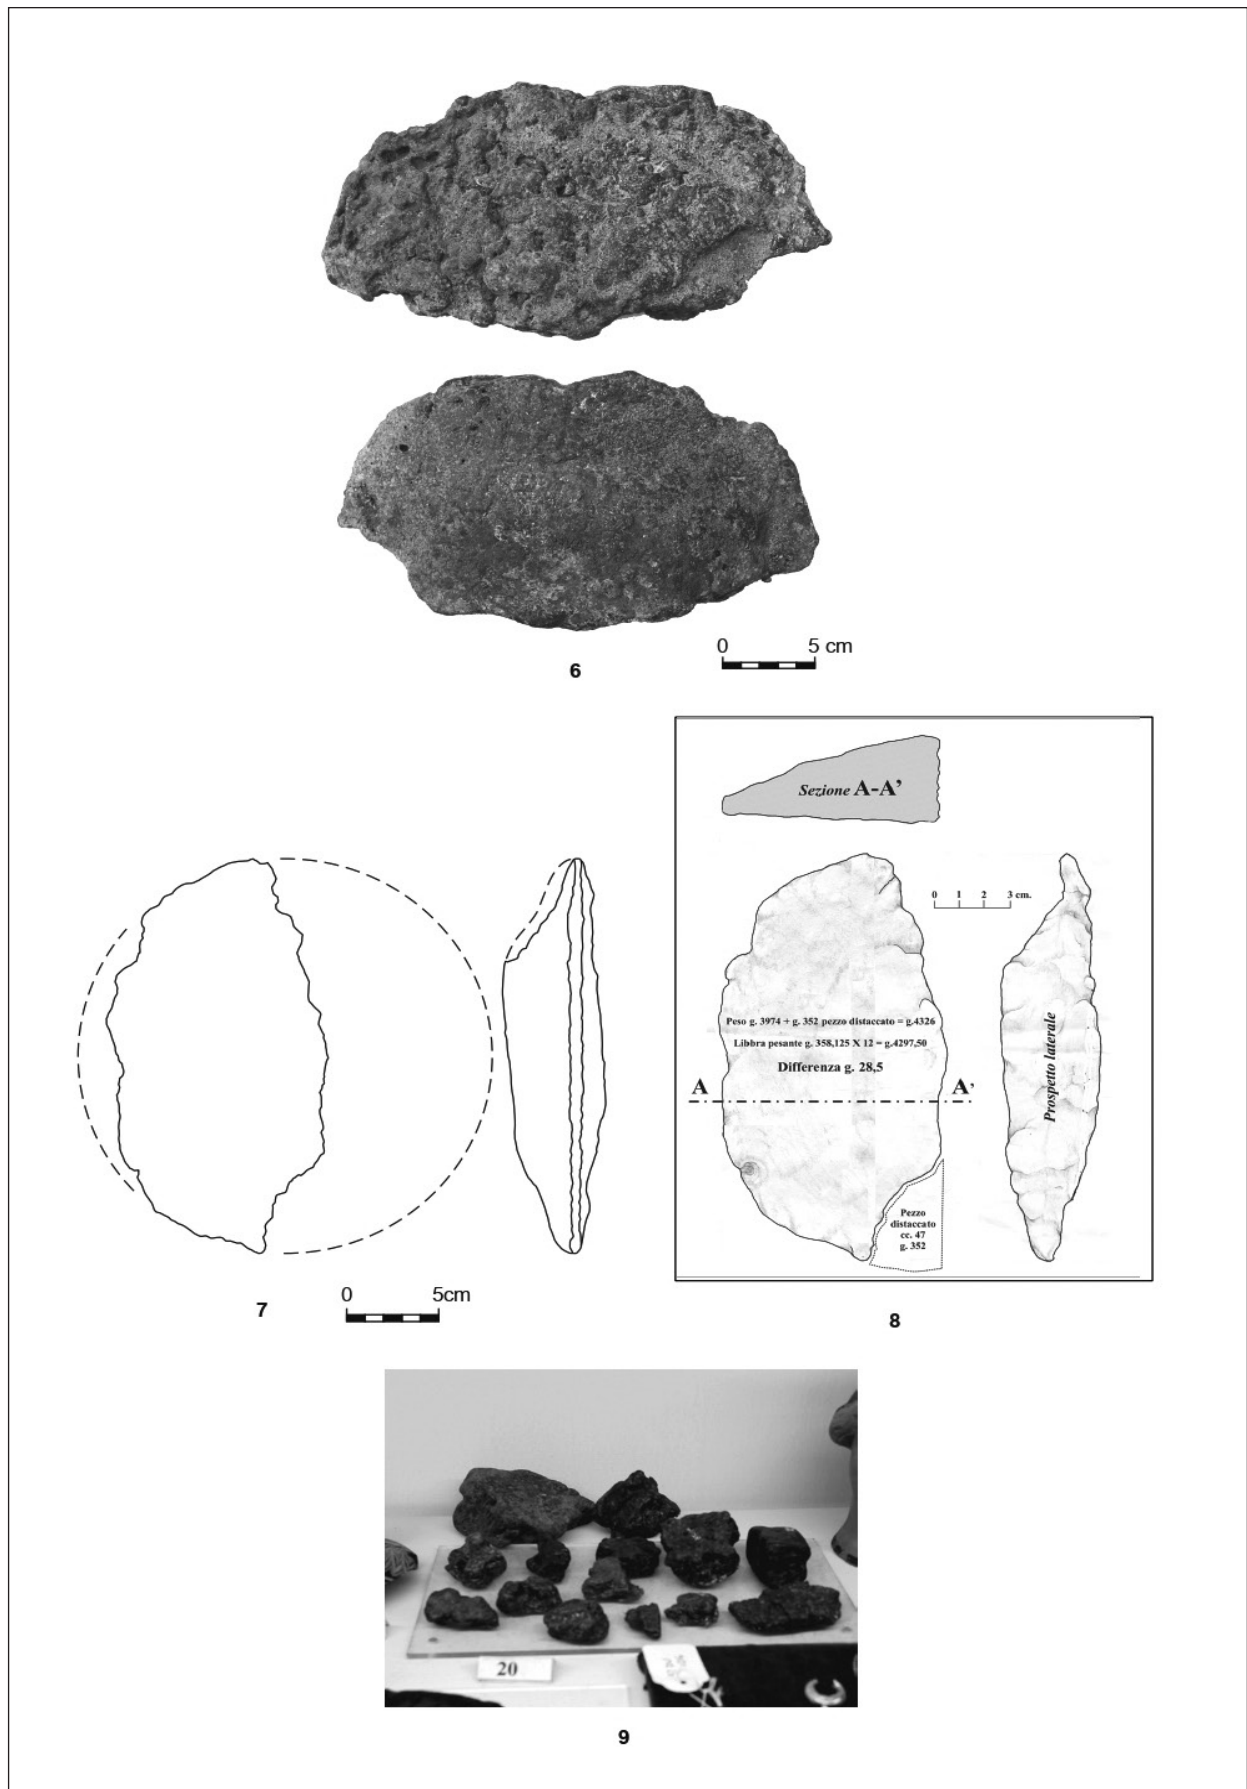 0 5 cm
6
Sezione A-A’
0 1 2 3 cm.
Peso g. 3974 + g. 352 pezzo distaccato = g.4326
Libbra pesante g. 358,125 X 12 = g.4297,50
Differenza g. 28,5
A A’
Prospetto laterale
Pezzo
distaccato
cc. 47
g. 352
0 5cm
7
8
20
9